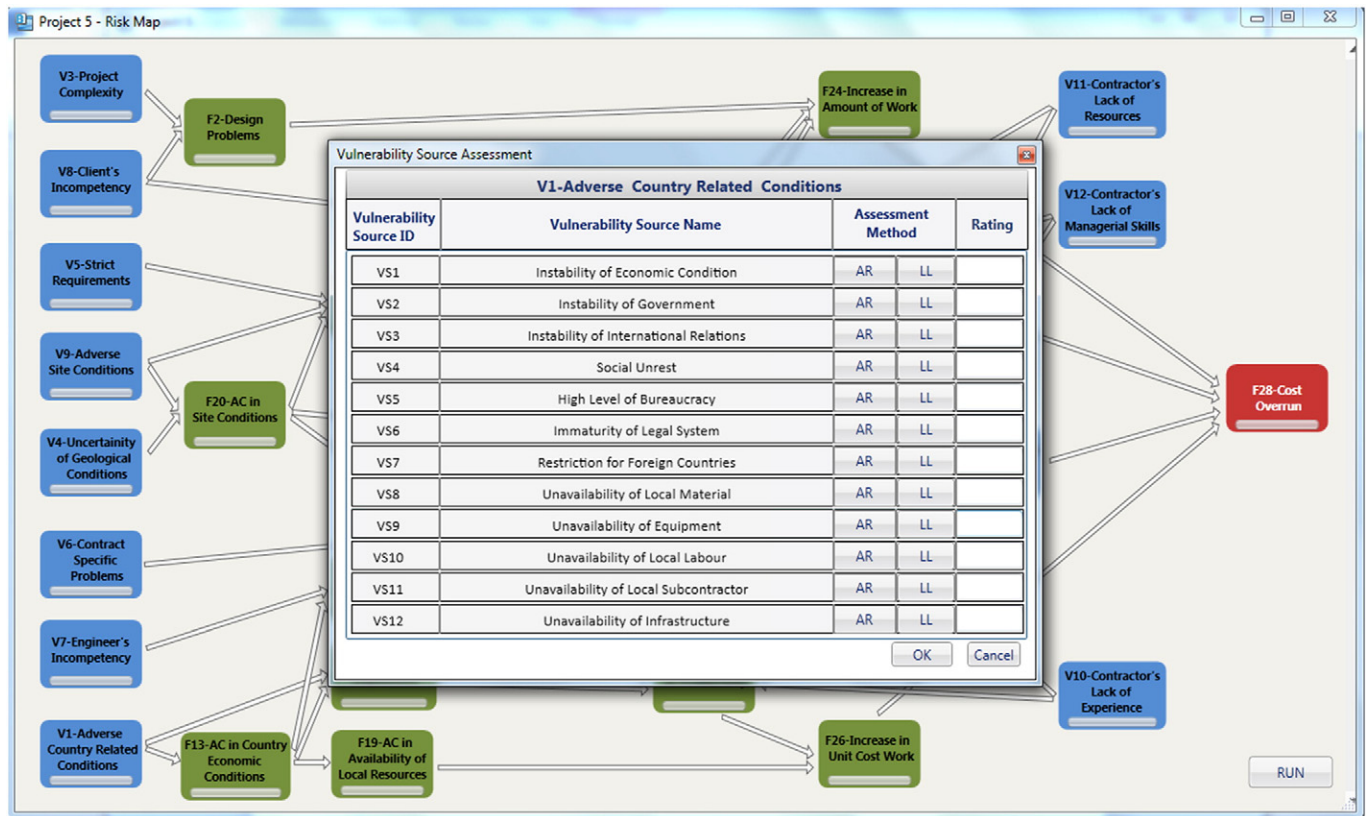 Project 5 - Risk Map
V3-Project
Complexity
F2-Design
Problems
V8-Client's
Incompetency
V5-Strict
Requirements
V9-Adverse
Site Conditions
F20-AC in
Site Conditions
V4-Uncertainity
of Geological
Conditions
V6-Contract
Specific
Problems
V7-Engineer's
Incompetency
V1-Adverse
Country Related
Conditions
F13-AC in Country
Economic
Conditions
F19-AC in
Availability of
Local Resources
F24-Increase in
Amount of Work
Vulnerability Source Assessment
V1-Adverse Country Related Conditions
Vulnerability Source ID Vulnerability Source Name Assessment Method Rating
VS1 Instability of Economic Condition AR LL
VS2 Instability of Government AR LL
VS3 Instability of International Relations AR LL
VS4 Social Unrest AR LL
VS5 High Level of Bureaucracy AR LL
VS6 Immaturity of Legal System AR LL
VS7 Restriction for Foreign Countries AR LL
VS8 Unavailability of Local Material AR LL
VS9 Unavailability of Equipment AR LL
VS10 Unavailability of Local Labour AR LL
VS11 Unavailability of Local Subcontractor AR LL
VS12 Unavailability of Infrastructure AR LL
OK Cancel
F26-Increase in
Unit Cost Work
V11-Contractor's
Lack of
Resources
V12-Contractor's
Lack of
Managerial Skills
F28-Cost
Overrun
V10-Contractor's
Lack of
Experience
RUN